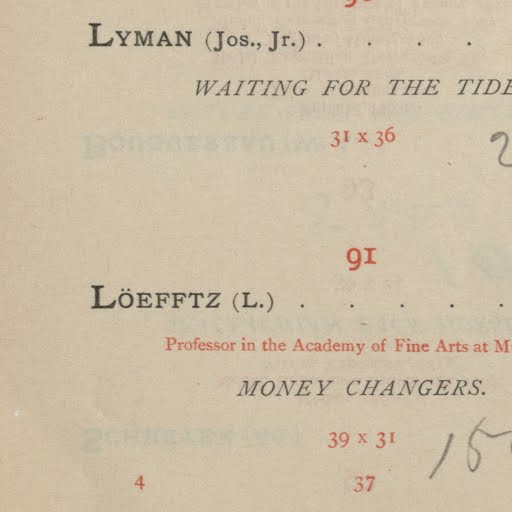 LYMAN (Jos., Jr.) . . . .
WAITING FOR THE TIDE
31 x 36
91
LÖEFFTZ (L.) . . . . .
Professor in the Academy of Fine Arts at M
MONEY CHANGERS.
39 x 31
4 37